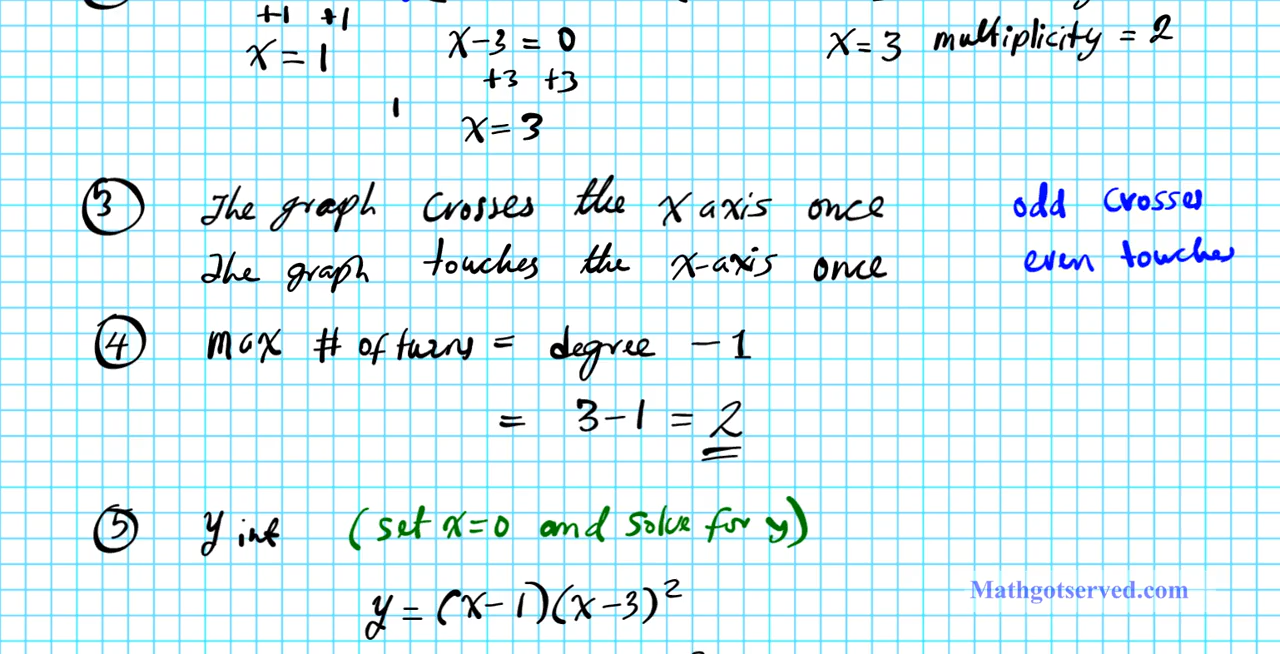 +1 +1
x = 1 x-3 = 0 x = 3 multiplicity = 2
+3 +3
1
x = 3
③ The graph crosses the x axis once odd crosses
The graph touches the x-axis once even touches
④ max # of turns = degree - 1
= 3-1 = 2
⑤ y int (set x=0 and solve for y)
Mathgotserved.com
y = (x-1)(x-3)²